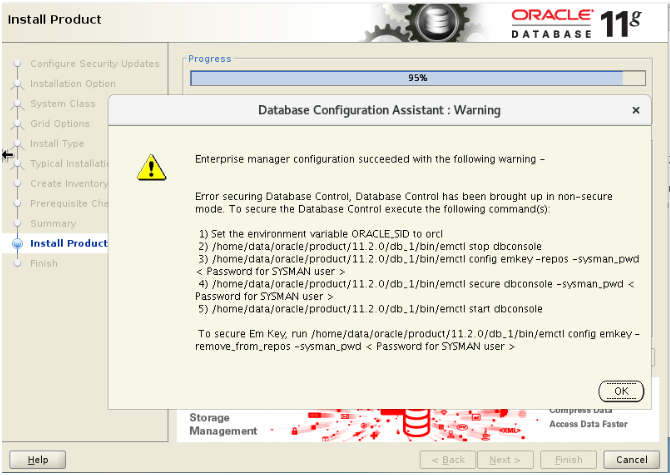 Install Product
ORACLE
DATABASE
11g
Configure Security Updates
Installation Option
System Class
Grid Options
Install Type
Typical Installati
Create Inventory
Prerequisite Che
Summary
Install Product
Finish
Progress
95%
Database Configuration Assistant : Warning
×
Enterprise manager configuration succeeded with the following warning -
Error securing Database Control, Database Control has been brought up in non-secure
mode. To secure the Database Control execute the following command(s):
1) Set the environment variable ORACLE_SID to orcl
2) /home/data/oracle/product/11.2.0/db_1/bin/emctl stop dbconsole
3) /home/data/oracle/product/11.2.0/db_1/bin/emctl config emkey -repos -sysman_pwd
< Password for SYSMAN user >
4) /home/data/oracle/product/11.2.0/db_1/bin/emctl secure dbconsole -sysman_pwd <
Password for SYSMAN user >
5) /home/data/oracle/product/11.2.0/db_1/bin/emctl start dbconsole
To secure Em Key, run /home/data/oracle/product/11.2.0/db_1/bin/emctl config emkey -
remove_from_repos -sysman_pwd < Password for SYSMAN user >
OK
Storage
Management
XML
Compress Data
Access Data Faster
Help
< Back
Next >
Finish
Cancel